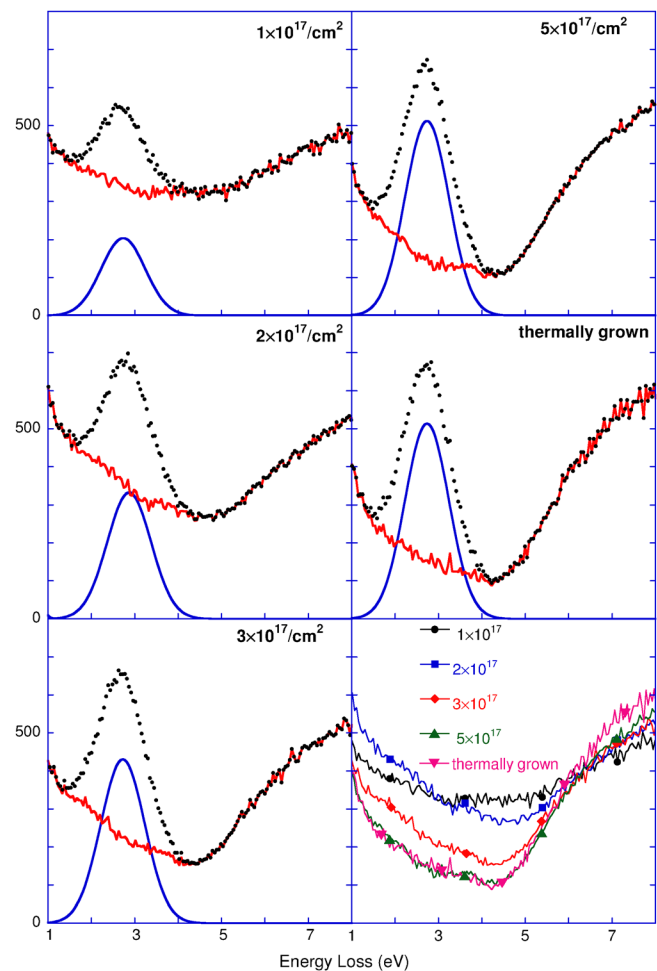 1×10¹⁷/cm²
5×10¹⁷/cm²
500
0
2×10¹⁷/cm²
thermally grown
500
0
3×10¹⁷/cm²
1×10¹⁷
2×10¹⁷
3×10¹⁷
5×10¹⁷
thermally grown
500
0
1 3 5 7 1 3 5 7
Energy Loss (eV)